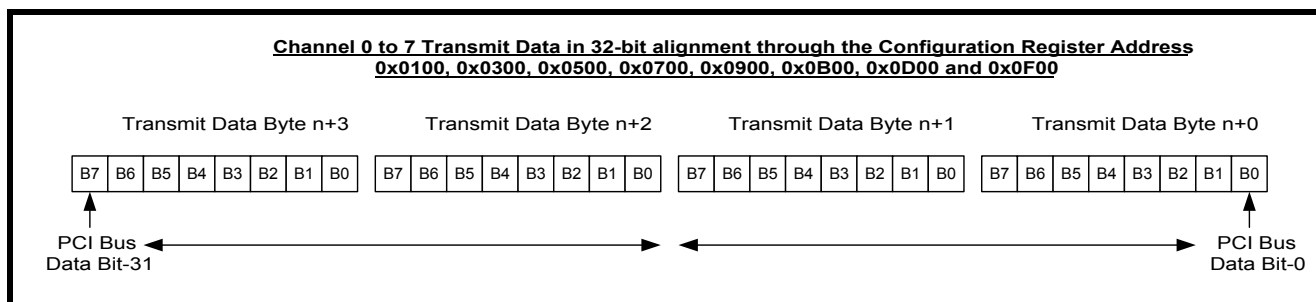 Channel 0 to 7 Transmit Data in 32-bit alignment through the Configuration Register Address
0x0100, 0x0300, 0x0500, 0x0700, 0x0900, 0x0B00, 0x0D00 and 0x0F00
Transmit Data Byte n+3 Transmit Data Byte n+2 Transmit Data Byte n+1 Transmit Data Byte n+0
B7 B6 B5 B4 B3 B2 B1 B0 B7 B6 B5 B4 B3 B2 B1 B0 B7 B6 B5 B4 B3 B2 B1 B0 B7 B6 B5 B4 B3 B2 B1 B0
PCI Bus PCI Bus
Data Bit-31 Data Bit-0